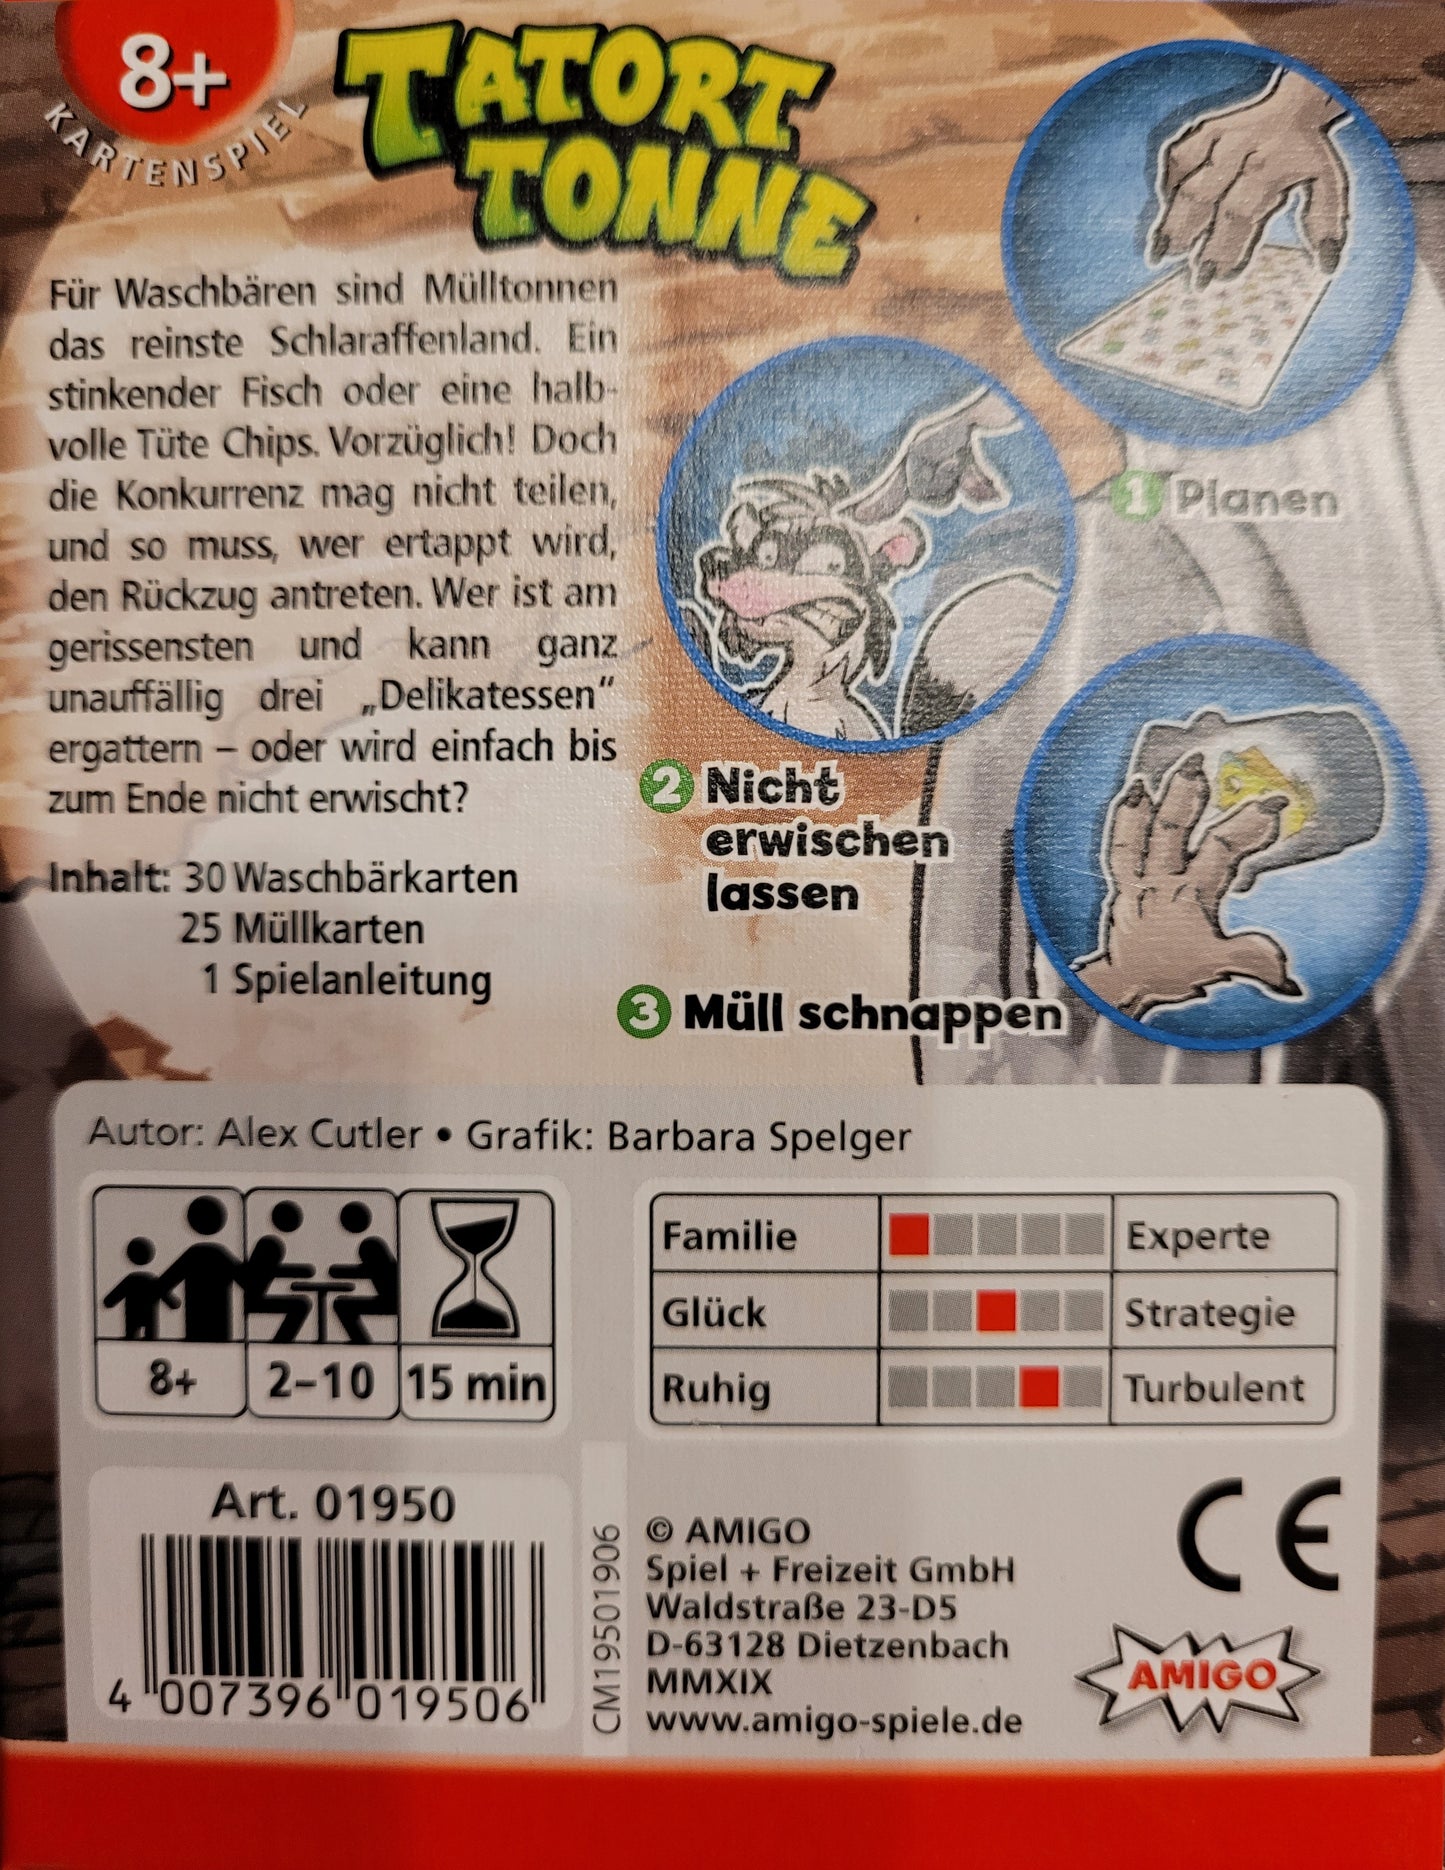 8+
KARTENSPIEL
TATORT
TONNE
Für Waschbären sind Mülltonnen
das reinste Schlaraffenland. Ein
stinkender Fisch oder eine halb-
volle Tüte Chips. Vorzüglich! Doch
die Konkurrenz mag nicht teilen,
und so muss, wer ertappt wird,
den Rückzug antreten. Wer ist am
gerissensten und kann ganz
unauffällig drei „Delikatessen“
ergattern – oder wird einfach bis
zum Ende nicht erwischt?
Inhalt: 30 Waschbärkarten
25 Müllkarten
1 Spielanleitung
1 Planen
2 Nicht
erwischen
lassen
3 Müll schnappen
Autor: Alex Cutler • Grafik: Barbara Spelger
8+ 2–10 15 min
Familie Experte
Glück Strategie
Ruhig Turbulent
Art. 01950
4 007396 019506
CM19501906
© AMIGO
Spiel + Freizeit GmbH
Waldstraße 23-D5
D-63128 Dietzenbach
MMXIX
www.amigo-spiele.de
CE
AMIGO